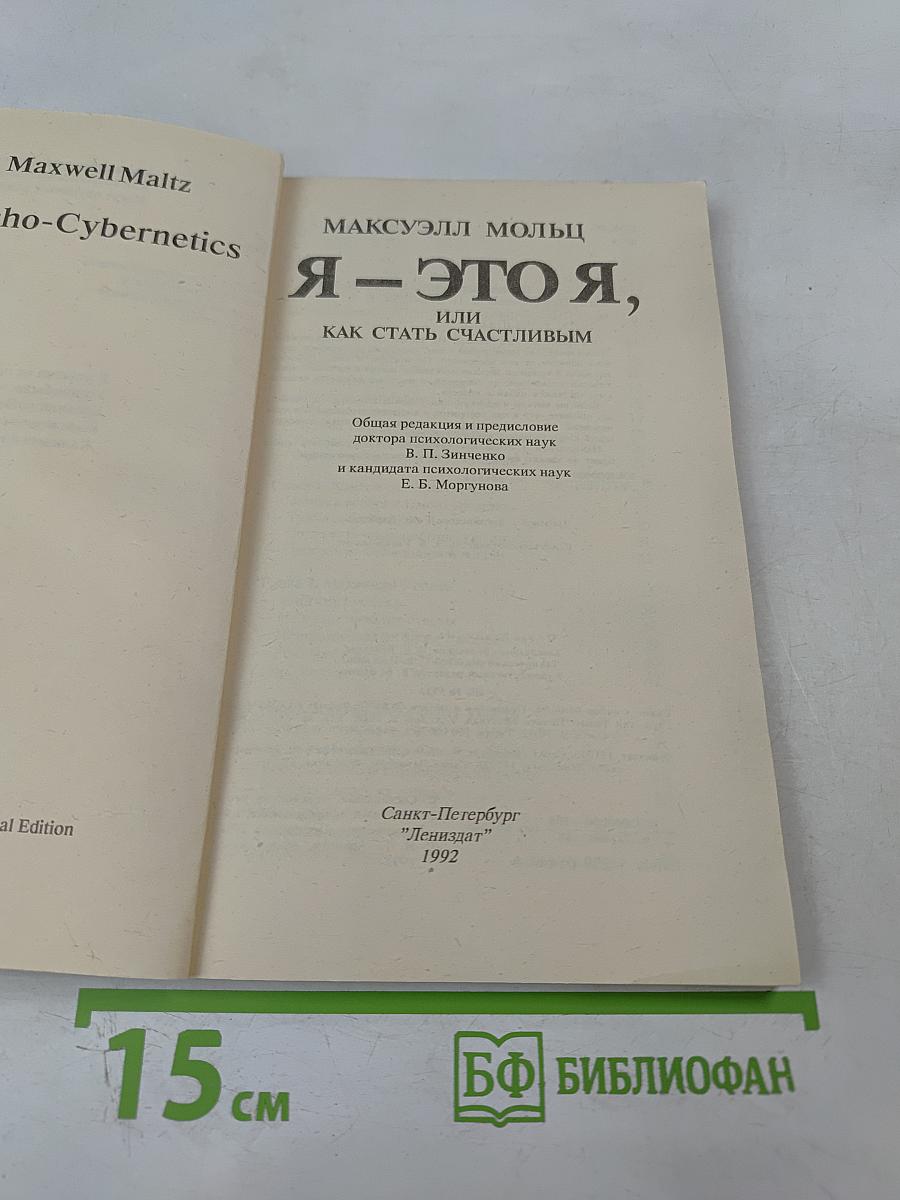 Maxwell Maltz
cho-Cybernetics
al Edition
МАКСУЭЛЛ МОЛЬЦ
Я — ЭТО Я,
ИЛИ
КАК СТАТЬ СЧАСТЛИВЫМ
Общая редакция и предисловие
доктора психологических наук
В. П. Зинченко
и кандидата психологических наук
Е. Б. Моргунова
Санкт-Петербург
"Лениздат"
1992
15 см
БФ БИБЛИОФАН